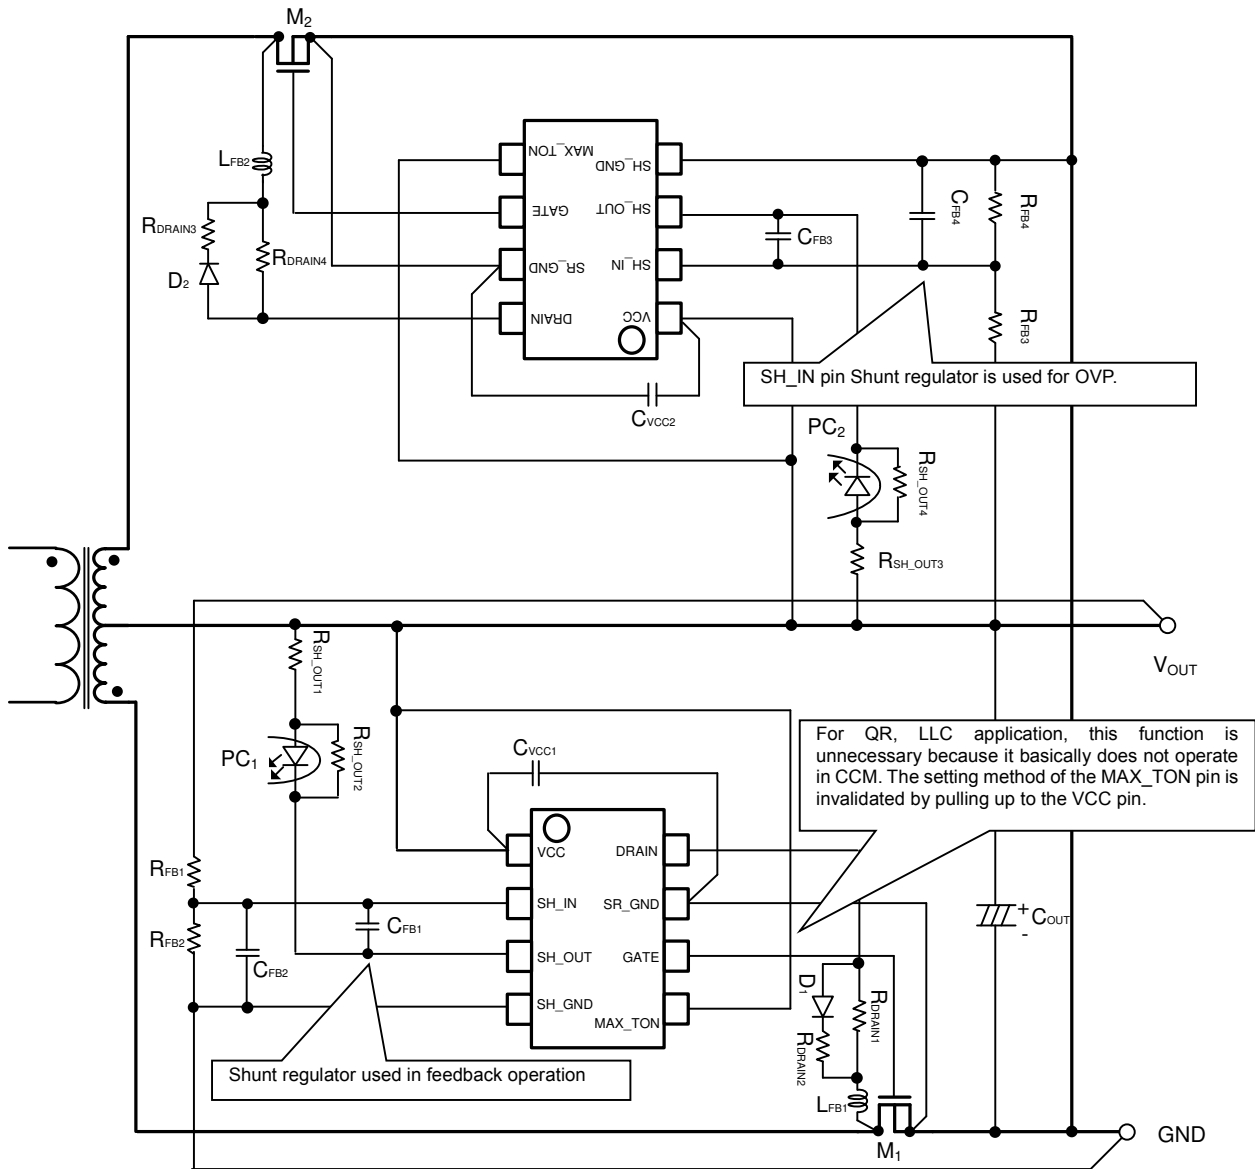 M2
LFB2
RDRAIN3
RDRAIN4
D2
MAX_TON
GATE
SR_GND
DRAIN
SH_GND
SH_OUT
SH_IN
VCC
CFB3
CFB4
RFB4
RFB3
CVCC2
SH_IN pin Shunt regulator is used for OVP.
PC2
RSH_OUT4
RSH_OUT3
VOUT
RSH_OUT1
PC1
RSH_OUT2
CVCC1
For QR, LLC application, this function is
unnecessary because it basically does not operate
in CCM. The setting method of the MAX_TON pin is
invalidated by pulling up to the VCC pin.
RFB1
RFB2
CFB2
CFB1
VCC
SH_IN
SH_OUT
SH_GND
DRAIN
SR_GND
GATE
MAX_TON
D1
RDRAIN1
RDRAIN2
LFB1
+
-
COUT
Shunt regulator used in feedback operation
M1
GND